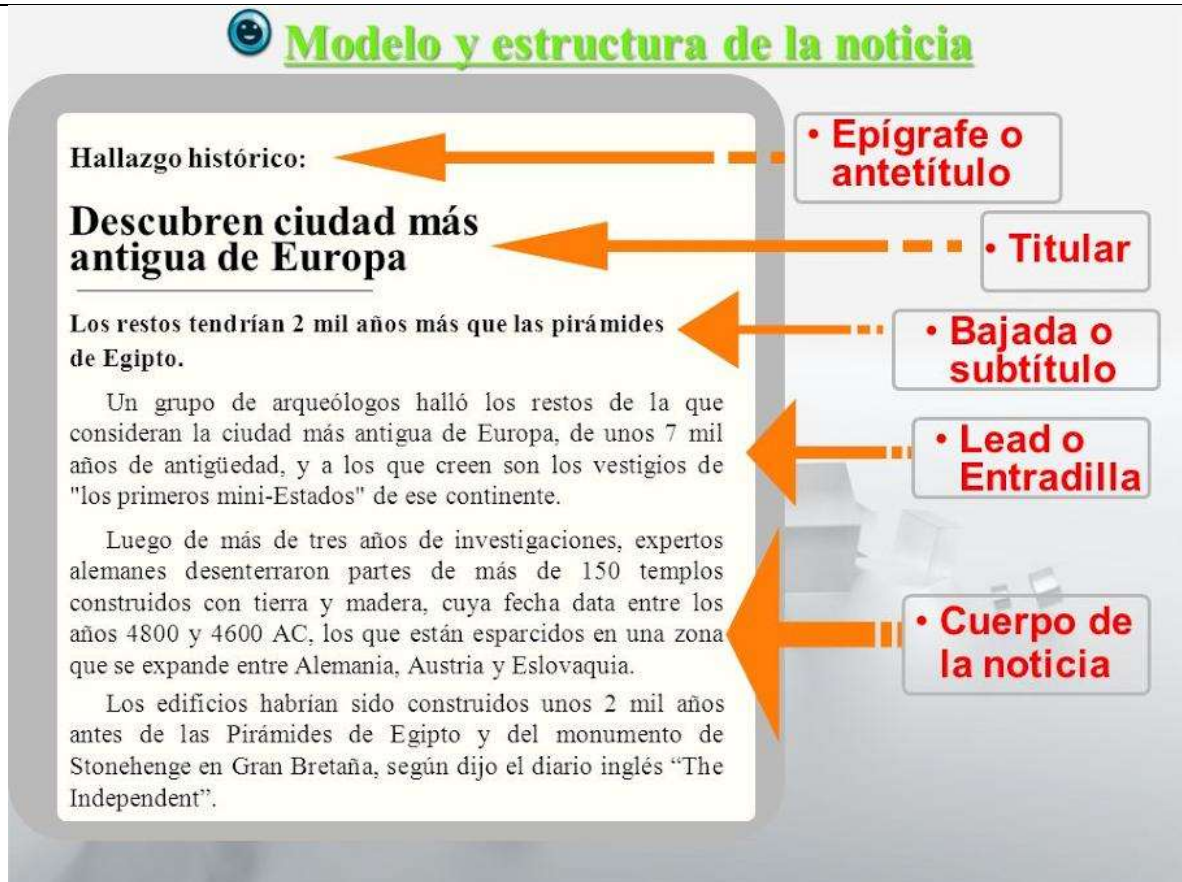 Modelo y estructura de la noticia
Hallazgo histórico:
Descubren ciudad más
antigua de Europa
Los restos tendrían 2 mil años más que las pirámides
de Egipto.
Un grupo de arqueólogos halló los restos de la que
consideran la ciudad más antigua de Europa, de unos 7 mil
años de antigüedad, y a los que creen son los vestigios de
"los primeros mini-Estados" de ese continente.
Luego de más de tres años de investigaciones, expertos
alemanes desenterraron partes de más de 150 templos
construidos con tierra y madera, cuya fecha data entre los
años 4800 y 4600 AC, los que están esparcidos en una zona
que se expande entre Alemania, Austria y Eslovaquia.
Los edificios habrían sido construidos unos 2 mil años
antes de las Pirámides de Egipto y del monumento de
Stonehenge en Gran Bretaña, según dijo el diario inglés “The
Independent”.
• Epígrafe o
antetítulo
• Titular
• Bajada o
subtítulo
• Lead o
Entradilla
• Cuerpo de
la noticia